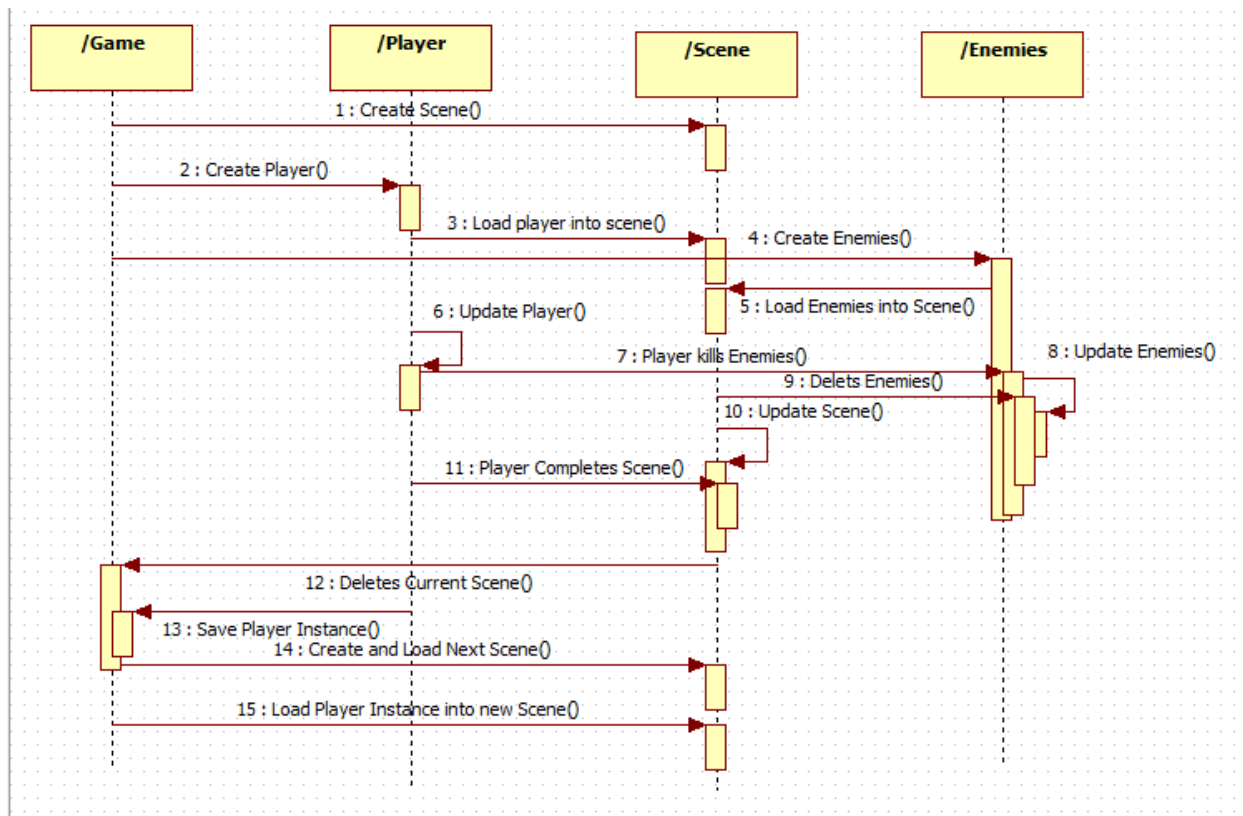 /Game
/Player
/Scene
/Enemies
1 : Create Scene()
2 : Create Player()
3 : Load player into scene()
4 : Create Enemies()
5 : Load Enemies into Scene()
6 : Update Player()
7 : Player kills Enemies()
8 : Update Enemies()
9 : Delets Enemies()
10 : Update Scene()
11 : Player Completes Scene()
12 : Deletes Current Scene()
13 : Save Player Instance()
14 : Create and Load Next Scene()
15 : Load Player Instance into new Scene()